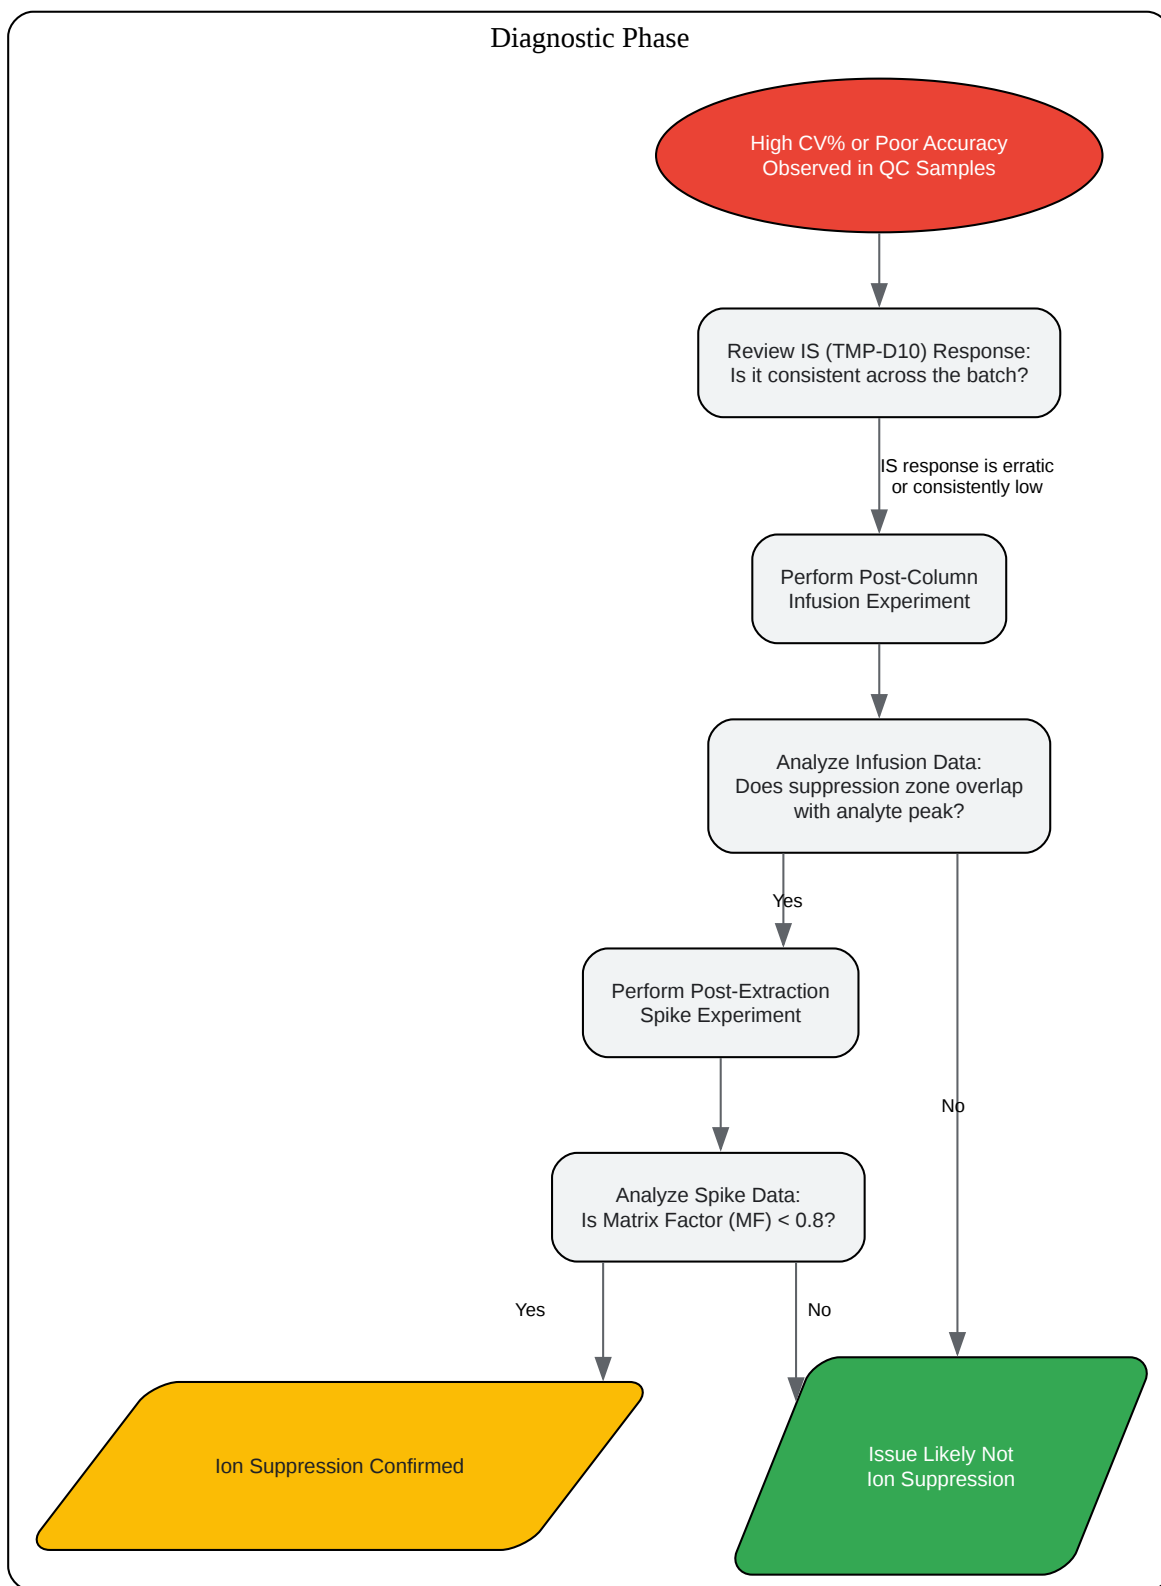 Diagnostic Phase
High CV% or Poor Accuracy
Observed in QC Samples
Review IS (TMP-D10) Response:
Is it consistent across the batch?
IS response is erratic
or consistently low
Perform Post-Column
Infusion Experiment
Analyze Infusion Data:
Does suppression zone overlap
with analyte peak?
Yes
Perform Post-Extraction
Spike Experiment
No
Analyze Spike Data:
Is Matrix Factor (MF) < 0.8?
Yes
No
Ion Suppression Confirmed
Issue Likely Not
Ion Suppression